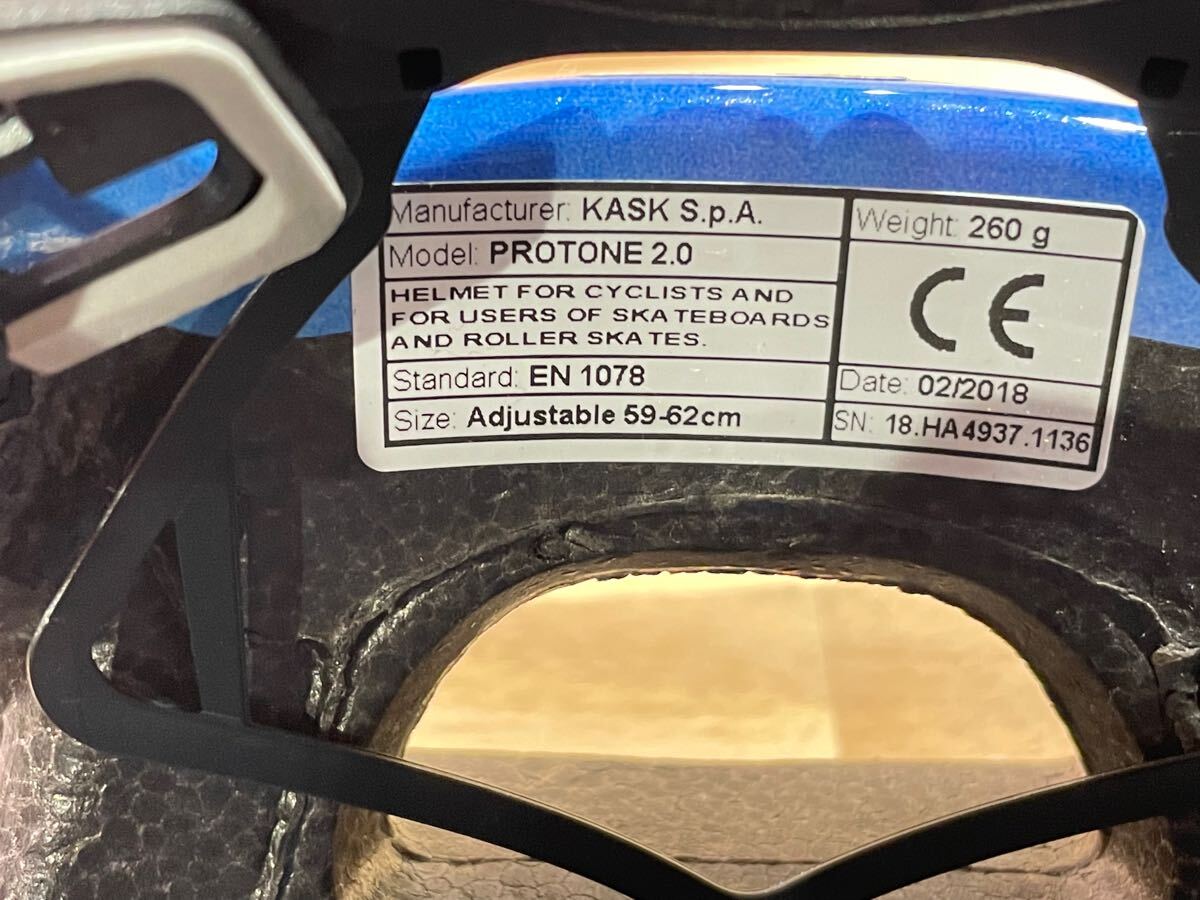 Manufacturer: KASK S.p.A.
Model: PROTONE 2.0
HELMET FOR CYCLISTS AND
FOR USERS OF SKATEBOARDS
AND ROLLER SKATES.
Standard: EN 1078
Size: Adjustable 59-62cm
Weight: 260 g
CE
Date: 02/2018
SN: 18.HA4937.1136